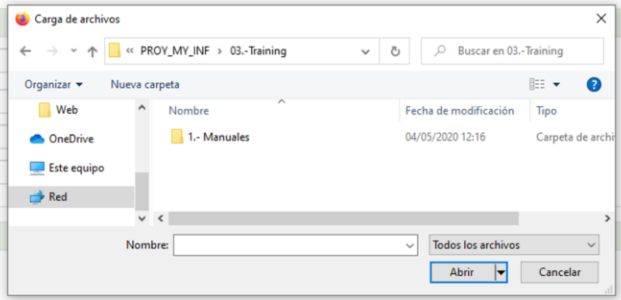 Carga de archivos
« PROY_MY_INF › 03.-Training
Buscar en 03.-Training
Organizar
Nueva carpeta
Web
OneDrive
Este equipo
Red
Nombre
Fecha de modificación
Tipo
1.- Manuales
04/05/2020 12:16
Carpeta de archi
Nombre:
Todos los archivos
Abrir
Cancelar